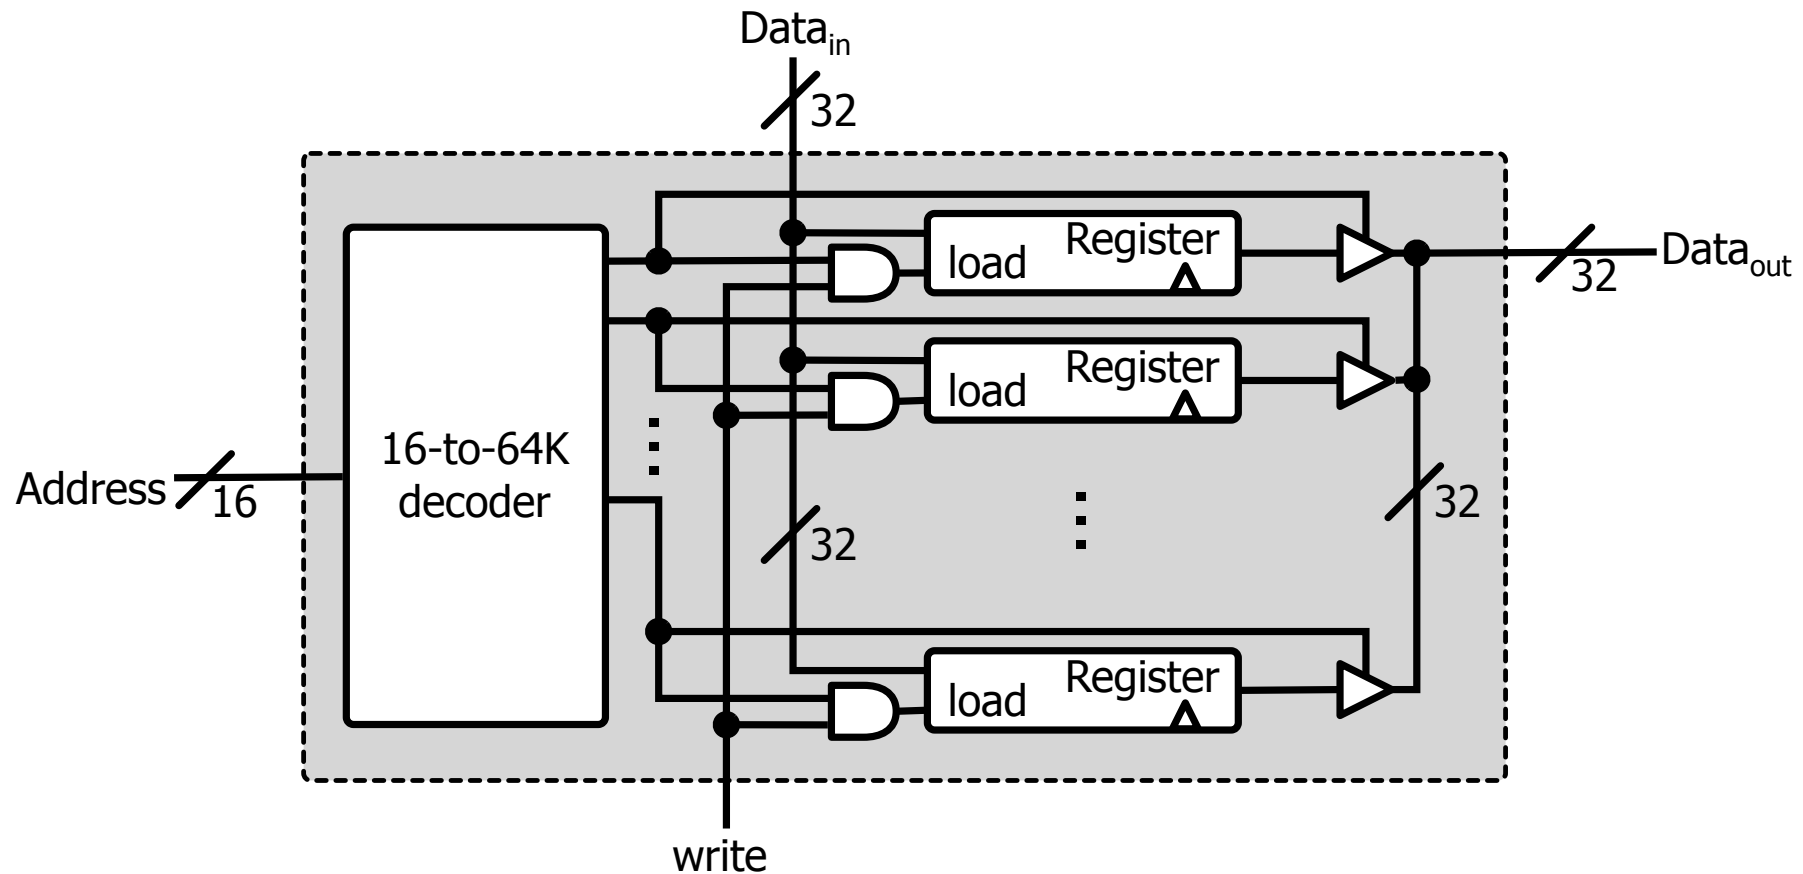 Data_in
32
load
Register
Data_out
32
load
Register
16-to-64K
decoder
Address
16
32
32
load
Register
write